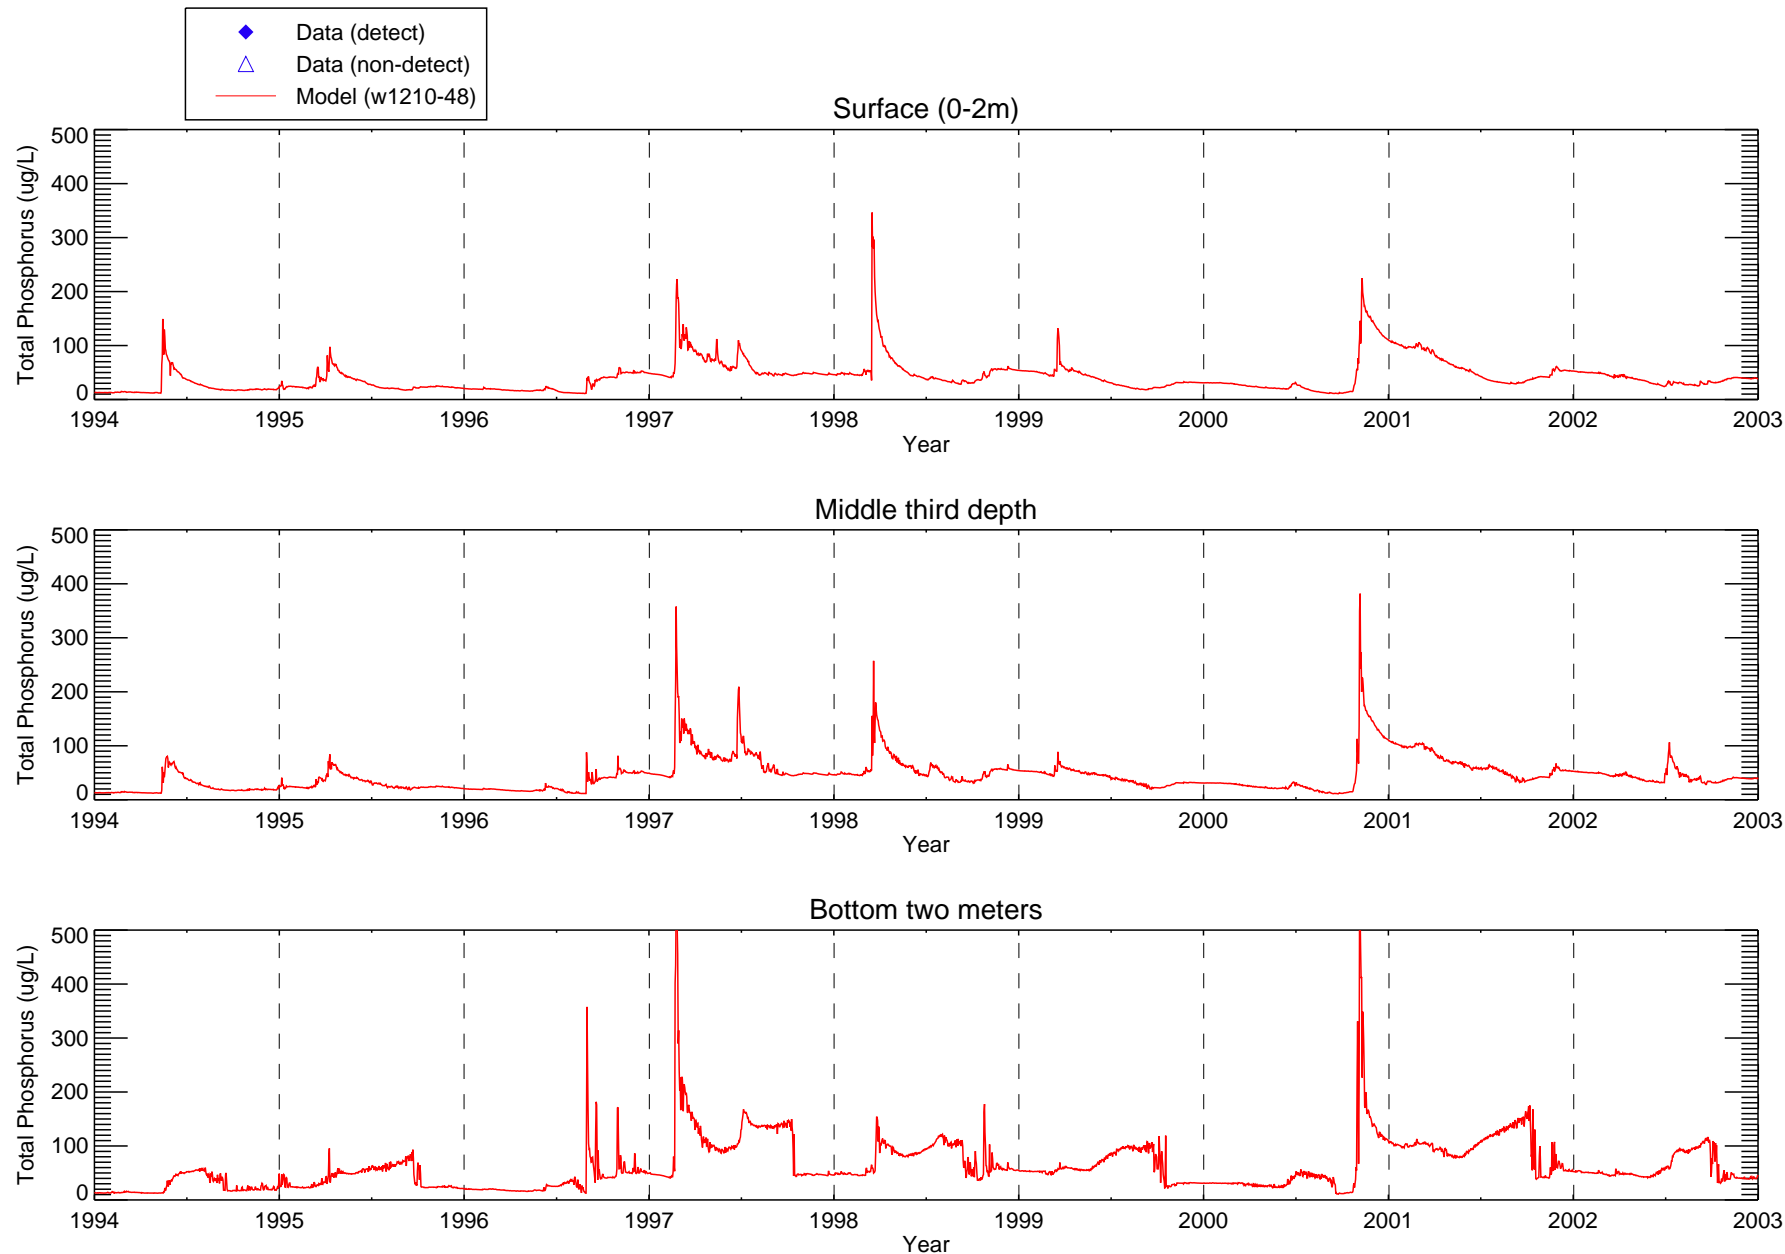 Data (detect)
Data (non-detect)
Model (w1210-48)
Surface (0-2m)
Total Phosphorus (ug/L)
500
400
300
200
100
0
1994 1995 1996 1997 1998 1999 2000 2001 2002 2003
Year
Middle third depth
Total Phosphorus (ug/L)
500
400
300
200
100
0
1994 1995 1996 1997 1998 1999 2000 2001 2002 2003
Year
Bottom two meters
Total Phosphorus (ug/L)
500
400
300
200
100
0
1994 1995 1996 1997 1998 1999 2000 2001 2002 2003
Year